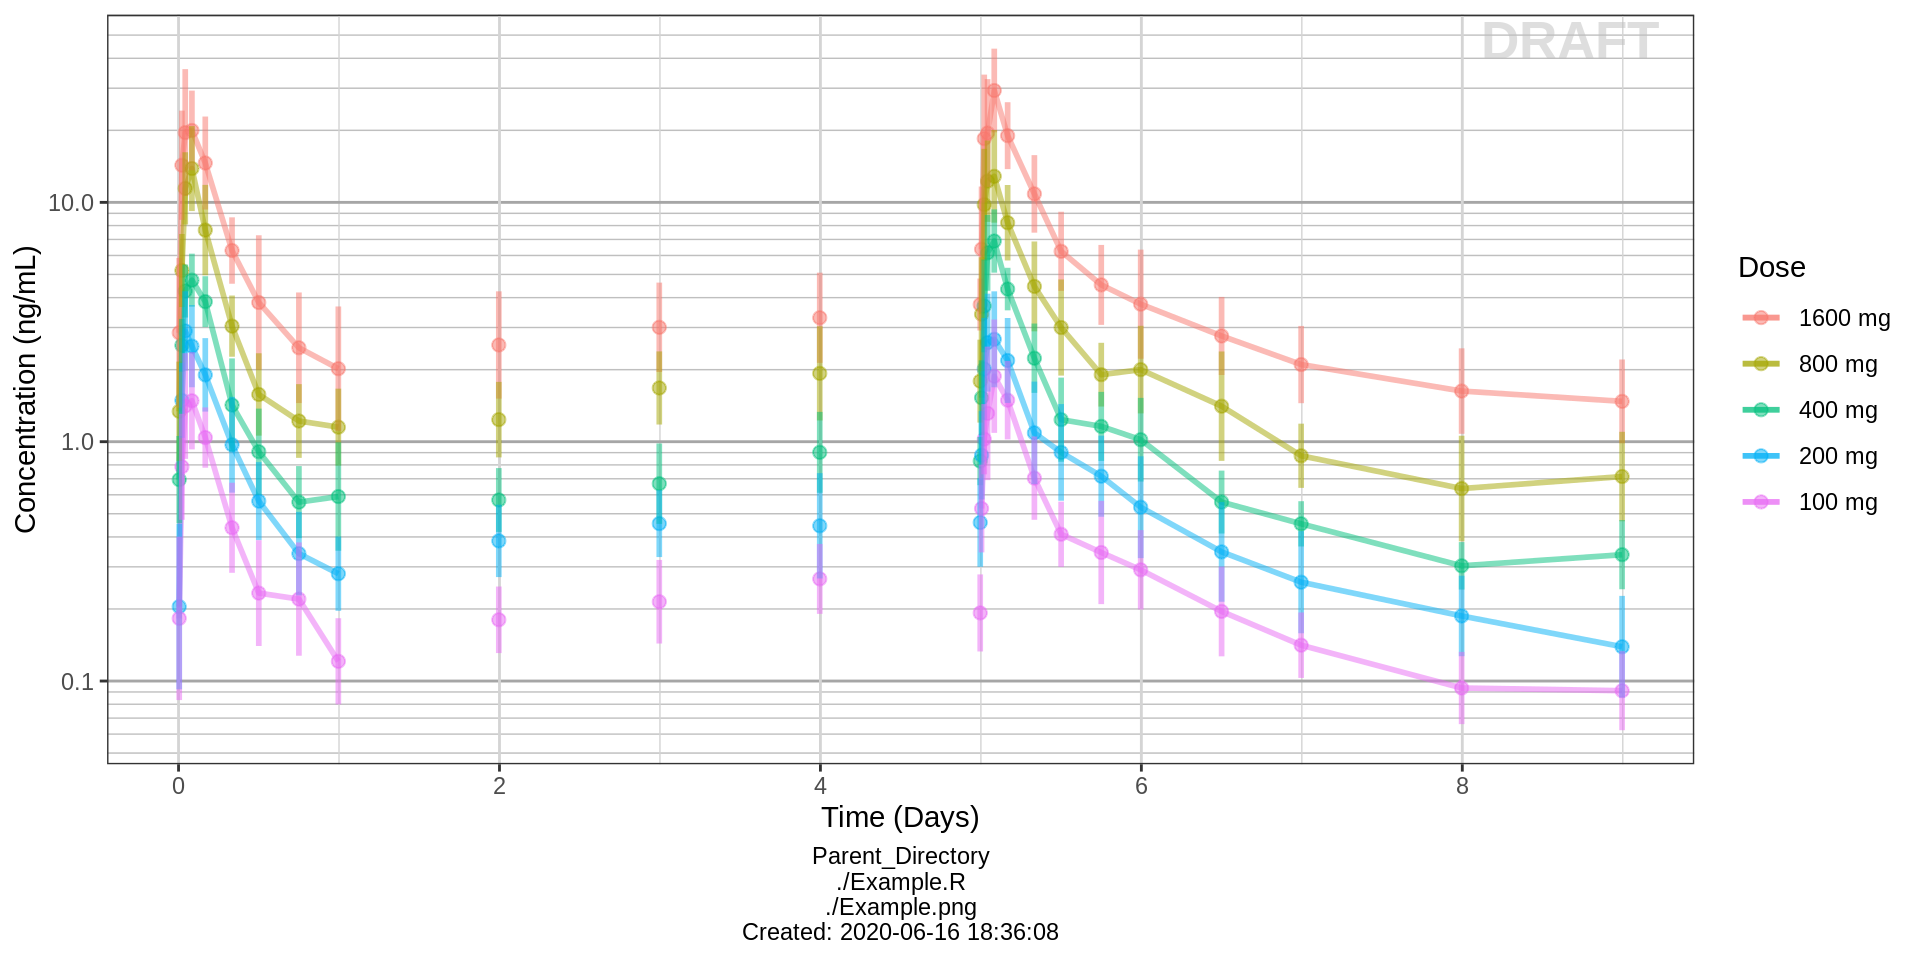 DRAFT
10.0
1.0
0.1
Concentration (ng/mL)
0 2 4 6 8
Time (Days)
Dose
1600 mg
800 mg
400 mg
200 mg
100 mg
Parent_Directory
./Example.R
./Example.png
Created: 2020-06-16 18:36:08